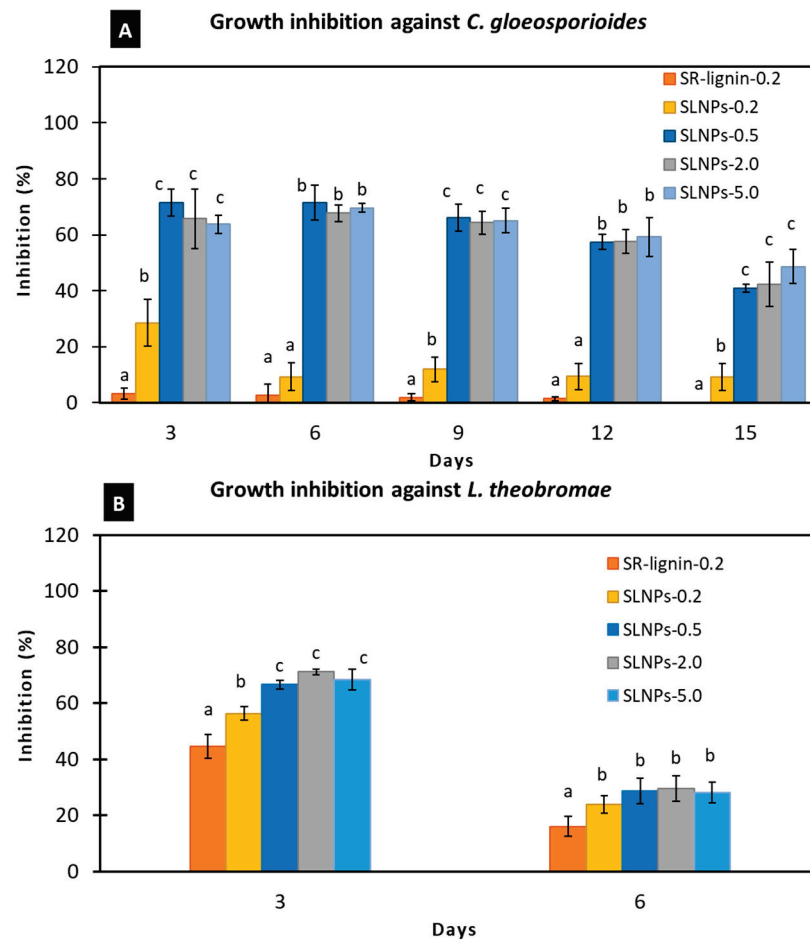 A
Growth inhibition against C. gloeosporioides
120
100
80
60
40
20
0
Inhibition (%)
SR-lignin-0.2
SLNPs-0.2
SLNPs-0.5
SLNPs-2.0
SLNPs-5.0
a b c c c
a a b b b
a b c c c
a a b b b
a b c c c
3 6 9 12 15
Days
B
Growth inhibition against L. theobromae
120
100
80
60
40
20
0
Inhibition (%)
SR-lignin-0.2
SLNPs-0.2
SLNPs-0.5
SLNPs-2.0
SLNPs-5.0
a b c c c
a b b b b
3 6
Days